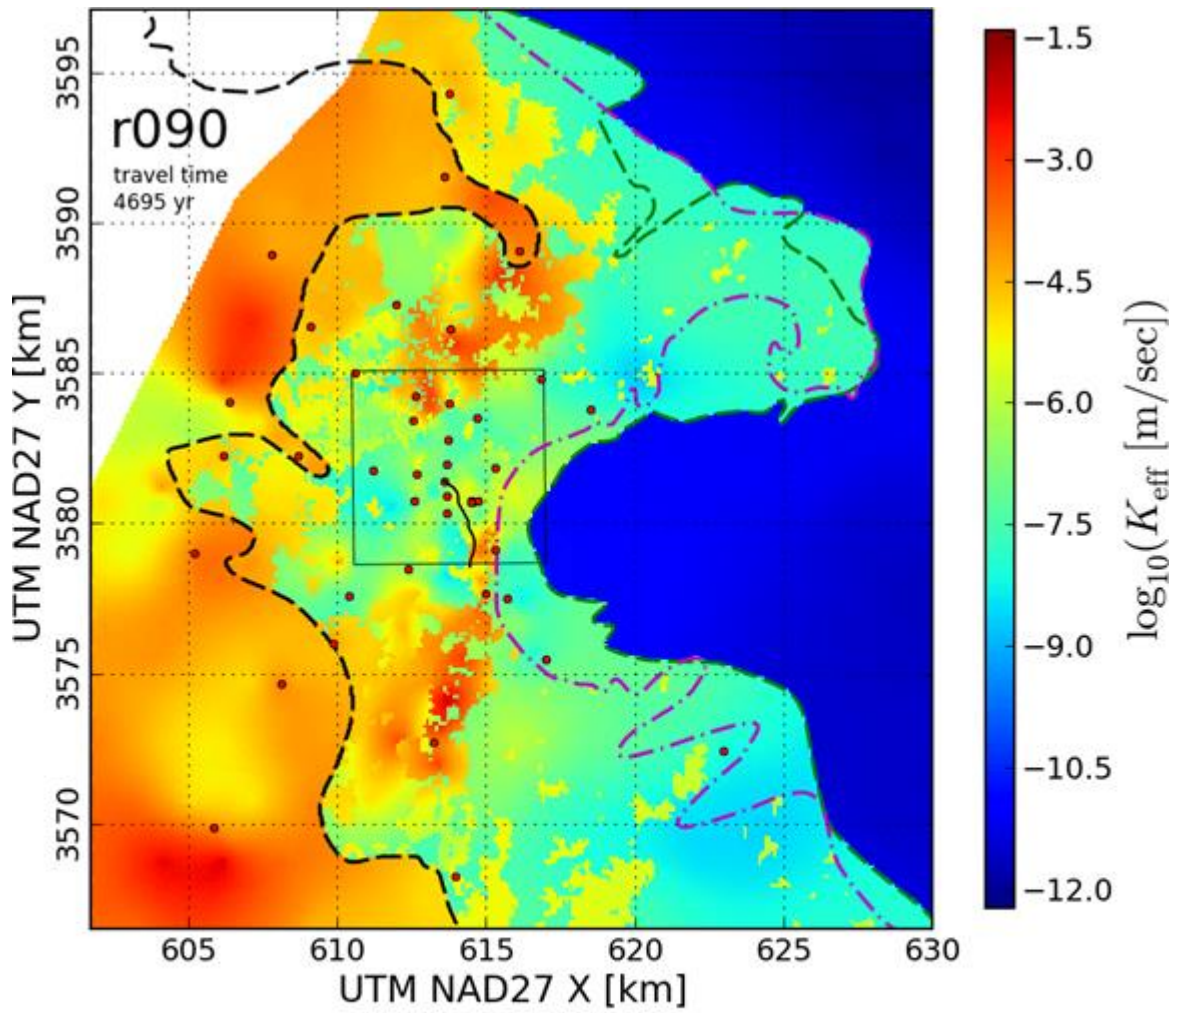 r090
travel time
4695 yr
3595
3590
3585
3580
3575
3570
UTM NAD27 Y [km]
605 610 615 620 625 630
UTM NAD27 X [km]
−1.5
−3.0
−4.5
−6.0
−7.5
−9.0
−10.5
−12.0
log₁₀(K_eff [m/sec])